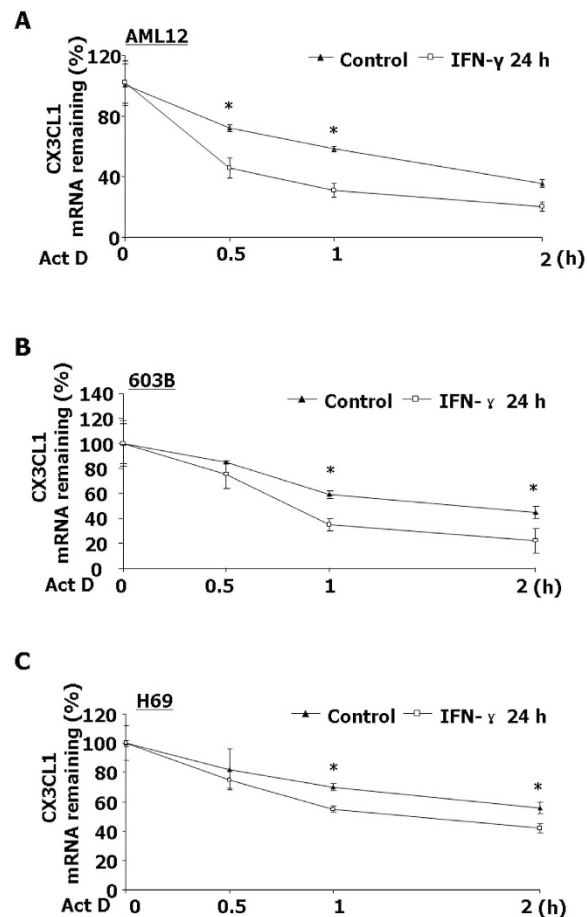 A
AML12
Control IFN-γ 24 h
CX3CL1
mRNA remaining (%)
120
80
40
0
* *
Act D 0 0.5 1 2 (h)
B
603B
Control IFN- γ 24 h
CX3CL1
mRNA remaining (%)
140
120
100
80
60
40
20
0
* *
Act D 0 0.5 1 2 (h)
C
H69
Control IFN- γ 24 h
CX3CL1
mRNA remaining (%)
120
100
80
60
40
20
0
* *
Act D 0 0.5 1 2 (h)